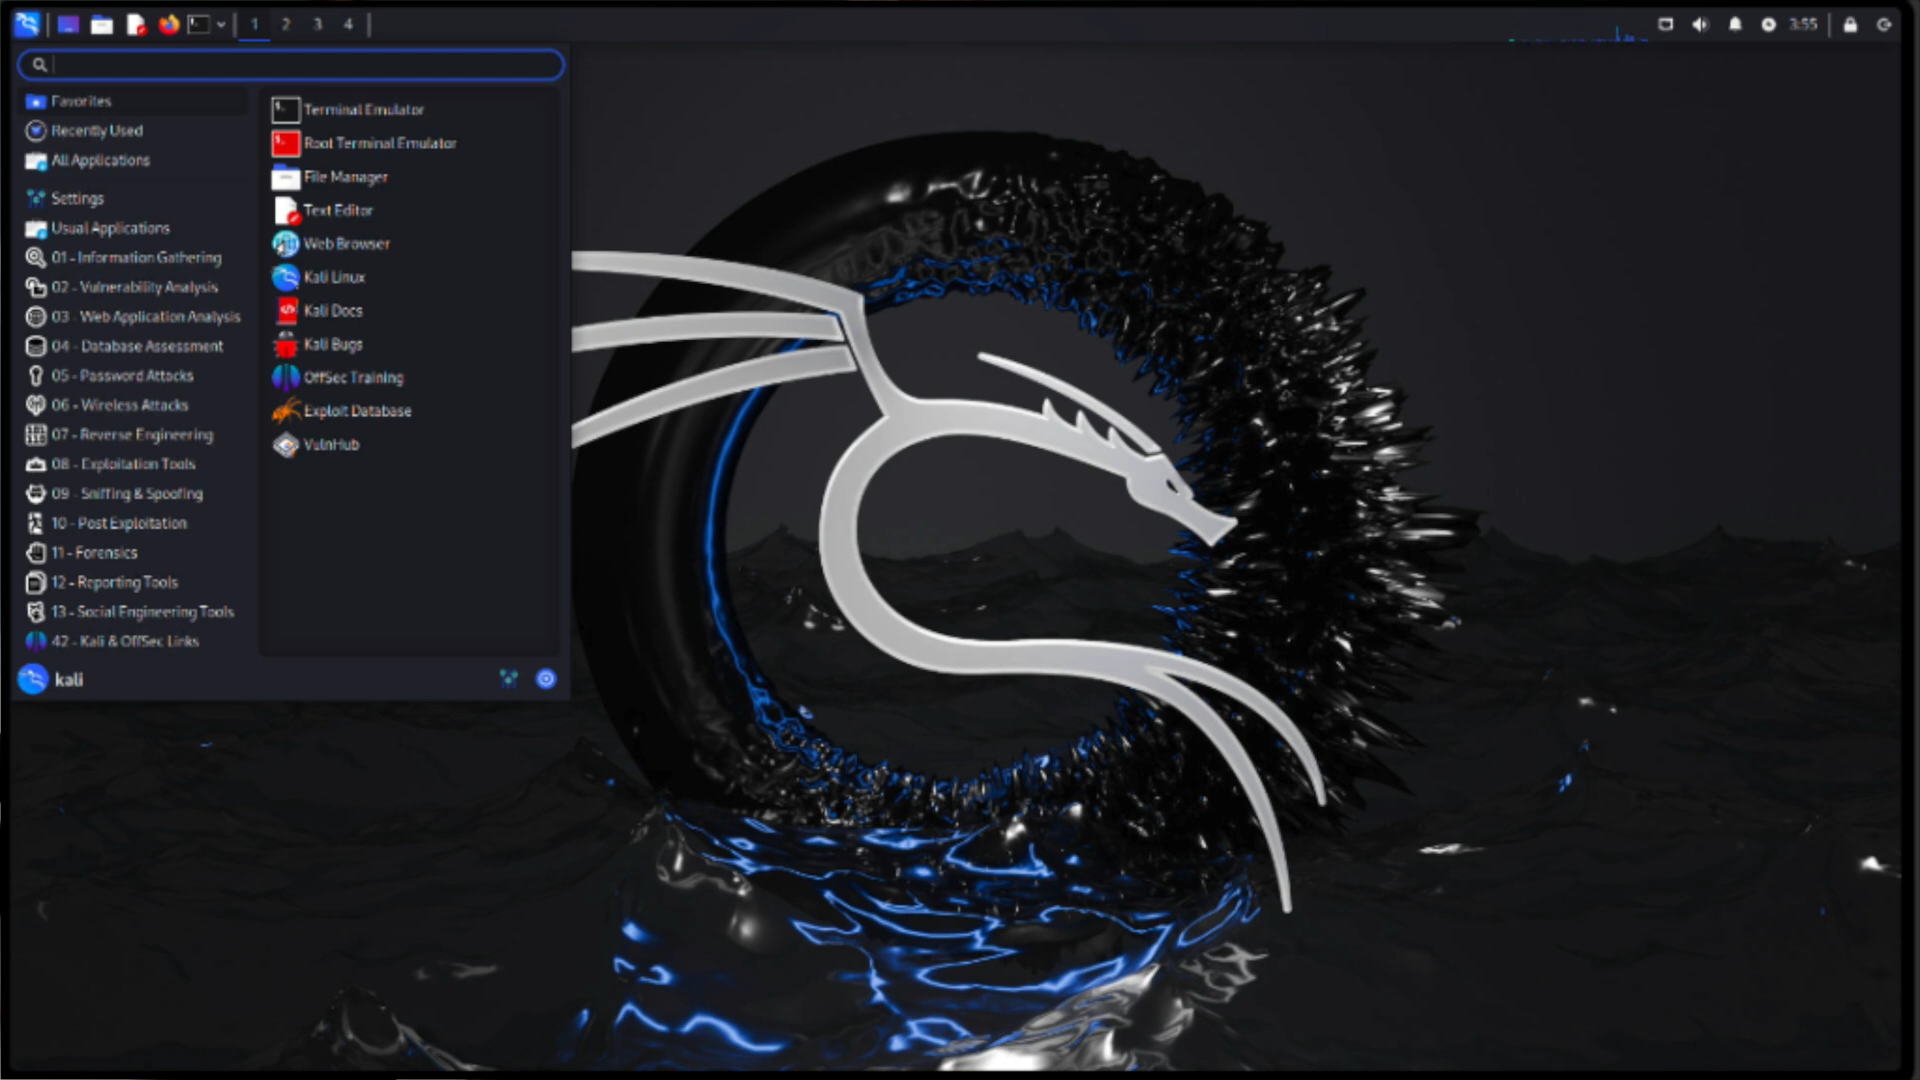 1 2 3 4
3:55
Favorites
Recently Used
All Applications
Settings
Usual Applications
01 - Information Gathering
02 - Vulnerability Analysis
03 - Web Application Analysis
04 - Database Assessment
05 - Password Attacks
06 - Wireless Attacks
07 - Reverse Engineering
08 - Exploitation Tools
09 - Sniffing & Spoofing
10 - Post Exploitation
11 - Forensics
12 - Reporting Tools
13 - Social Engineering Tools
42 - Kali & OffSec Links
Terminal Emulator
Root Terminal Emulator
File Manager
Text Editor
Web Browser
Kali Linux
Kali Docs
Kali Bugs
OffSec Training
Exploit Database
VulnHub
kali